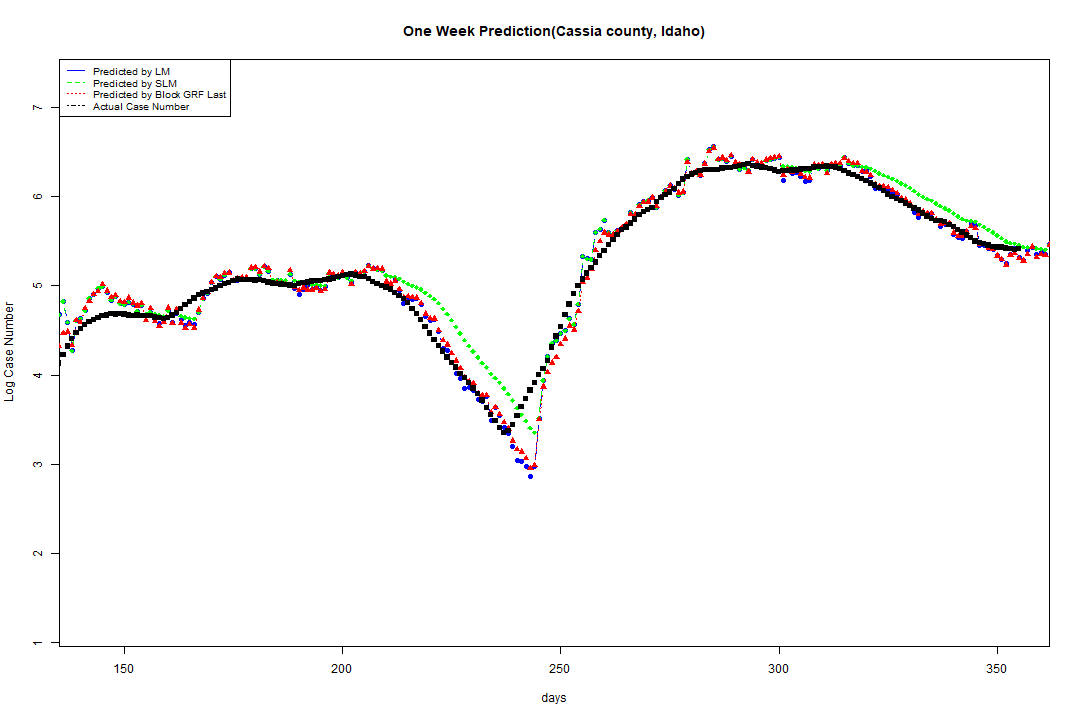 One Week Prediction(Cassia county, Idaho)
Predicted by LM
Predicted by SLM
Predicted by Block GRF Last
Actual Case Number
Log Case Number
7
6
5
4
3
2
1
150 200 250 300 350
days